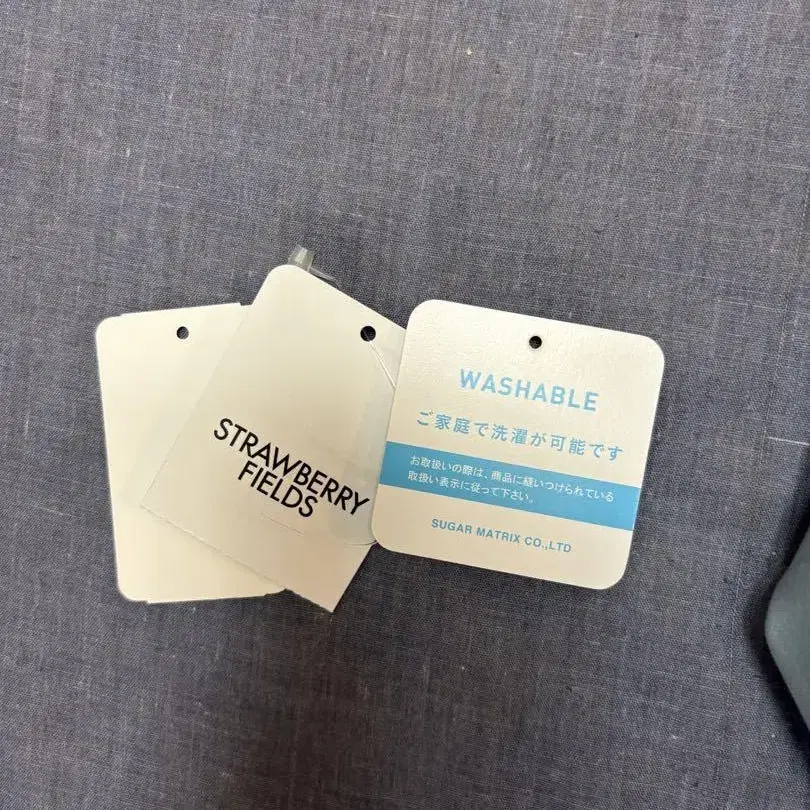 STRAWBERRY
FIELDS
WASHABLE
ご家庭で洗濯が可能です
お取扱いの際は、商品に縫いつけられている
取扱い表示に従って下さい。
SUGAR MATRIX CO.,LTD